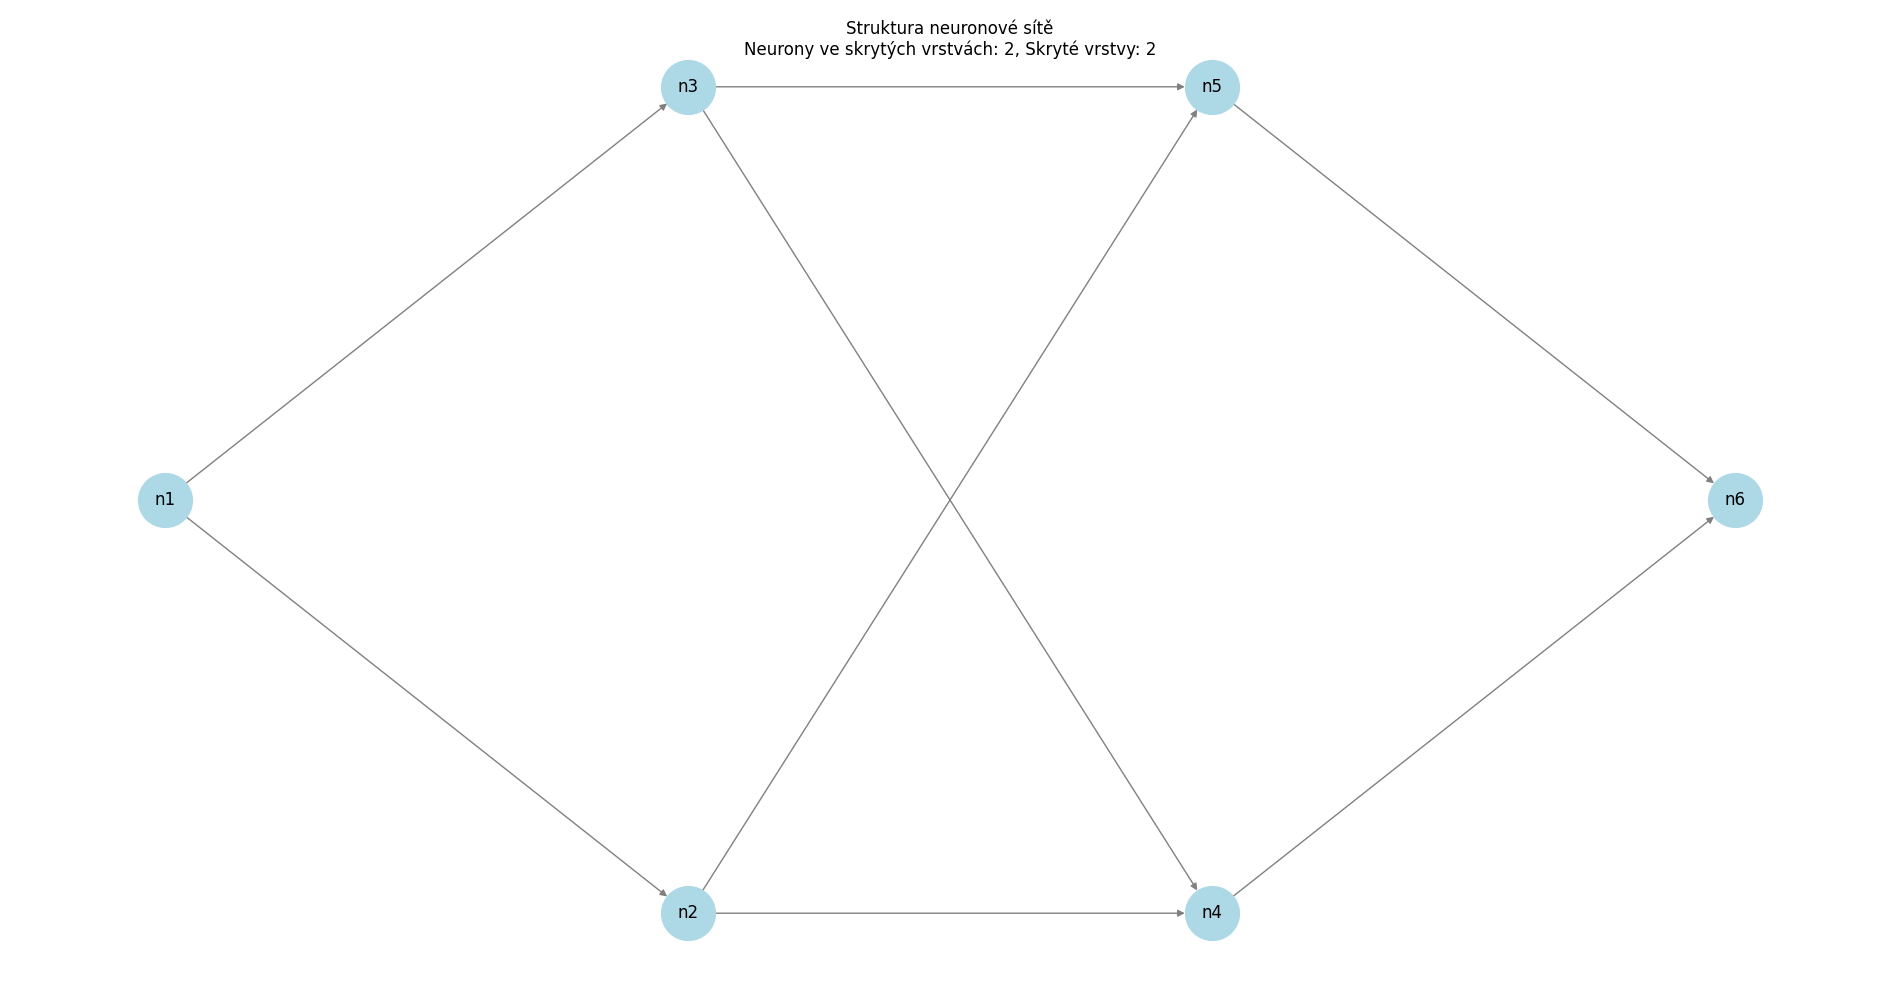 Struktura neuronové sítě
Neurony ve skrytých vrstvách: 2, Skryté vrstvy: 2
n3
n5
n1
n6
n2
n4